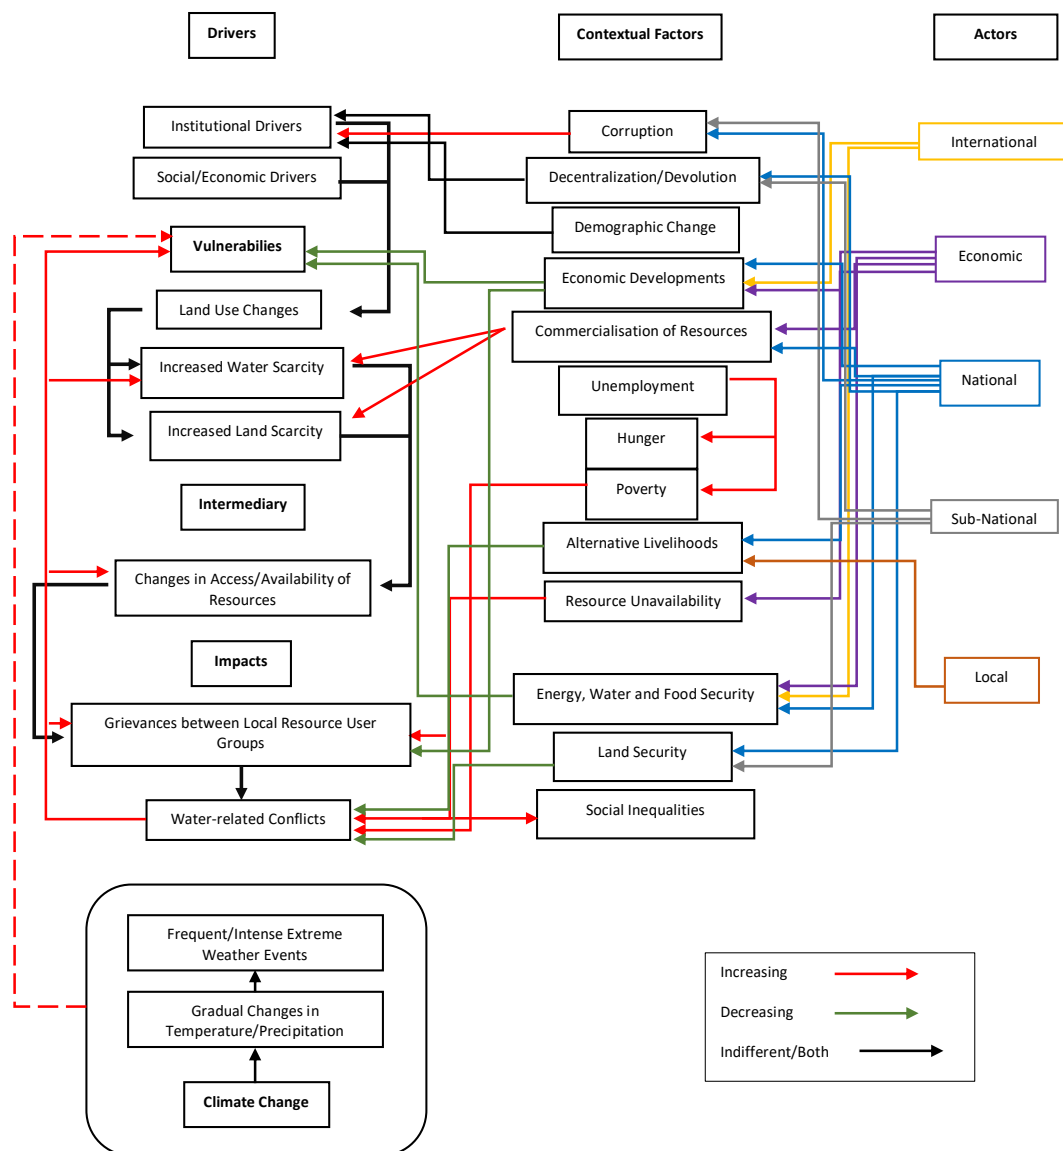 Drivers
Contextual Factors
Actors
Institutional Drivers
Social/Economic Drivers
Vulnerabilies
Land Use Changes
Increased Water Scarcity
Increased Land Scarcity
Intermediary
Changes in Access/Availability of
Resources
Impacts
Grievances between Local Resource User
Groups
Water-related Conflicts
Frequent/Intense Extreme
Weather Events
Gradual Changes in
Temperature/Precipitation
Climate Change
Corruption
Decentralization/Devolution
Demographic Change
Economic Developments
Commercialisation of Resources
Unemployment
Hunger
Poverty
Alternative Livelihoods
Resource Unavailability
Energy, Water and Food Security
Land Security
Social Inequalities
International
Economic
National
Sub-National
Local
Increasing
Decreasing
Indifferent/Both